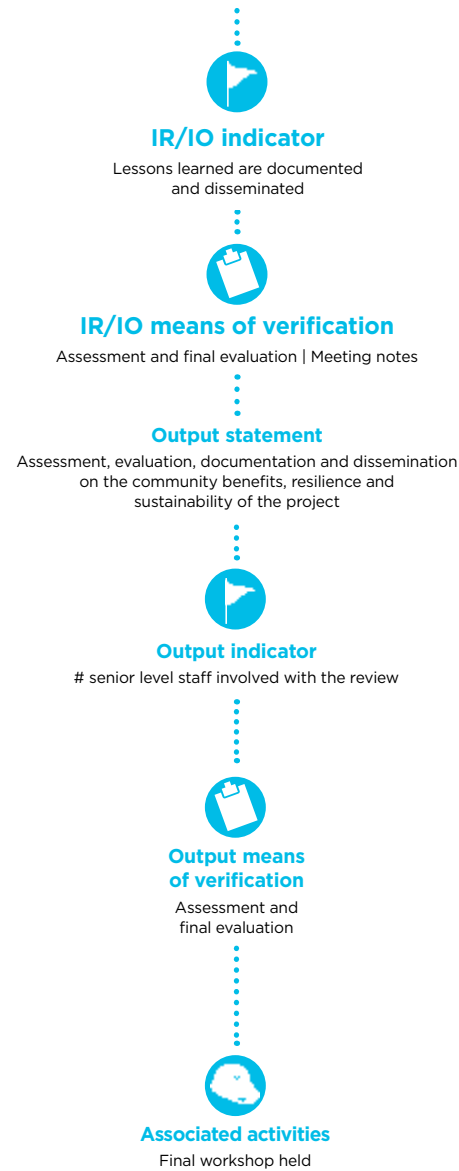 IR/IO indicator
Lessons learned are documented
and disseminated
IR/IO means of verification
Assessment and final evaluation | Meeting notes
Output statement
Assessment, evaluation, documentation and dissemination
on the community benefits, resilience and
sustainability of the project
Output indicator
# senior level staff involved with the review
Output means
of verification
Assessment and
final evaluation
Associated activities
Final workshop held